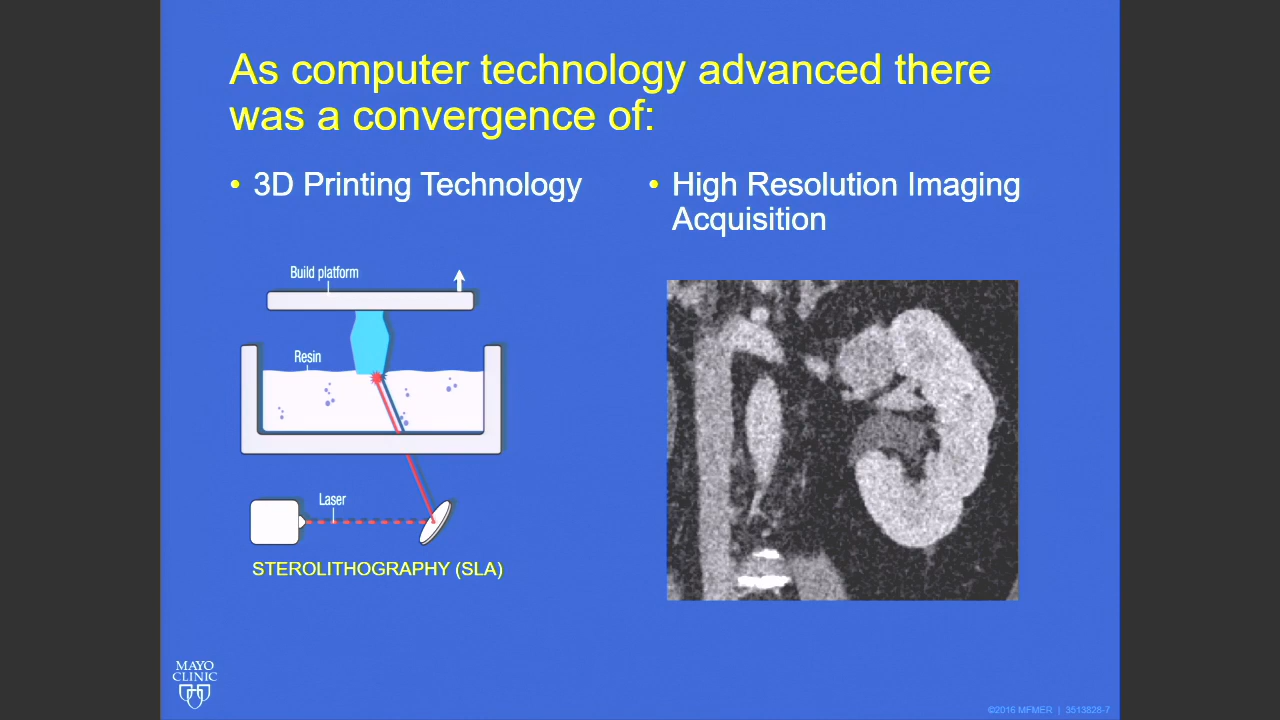 As computer technology advanced there
was a convergence of:
• 3D Printing Technology
• High Resolution Imaging
Acquisition
Build platform
Resin
Laser
STEROLITHOGRAPHY (SLA)
MAYO
CLINIC
©2016 MFMER | 3513828-7